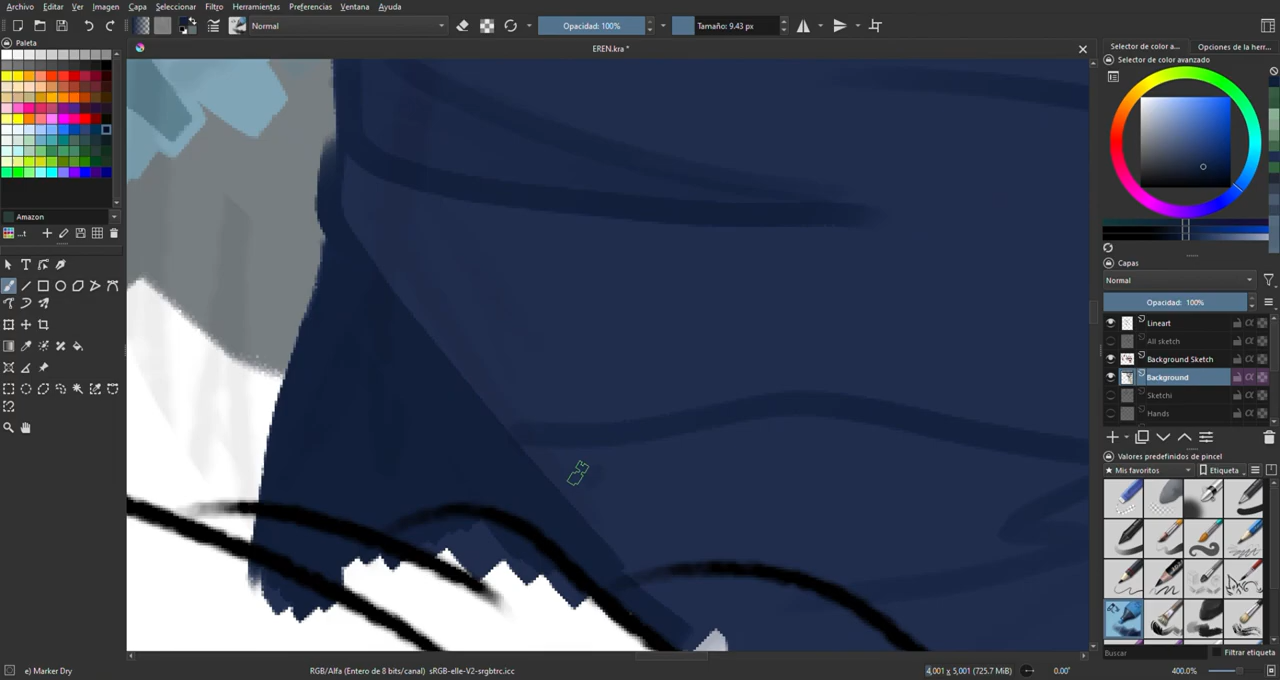 Archivo Editar Ver Imagen Capa Seleccionar Filtro Herramientas Preferencias Ventana Ayuda
Normal Opacidad: 100% Tamaño: 9.43 px
Paleta
EREN.kra *
Selector de color a... Opciones de la herr...
Selector de color avanzado
Amazon
...t
Capas
Normal
Opacidad: 100%
Lineart
All sketch
Background Sketch
Background
Sketchi
Hands
Valores predefinidos de pincel
Mis favoritos Etiqueta
Buscar Filtrar etiqueta
e) Marker Dry RGB/Alfa (Entero de 8 bits/canal) sRGB-elle-V2-srgbtrc.icc 4,001 x 5,001 (725.7 MiB) 0.00° 400.0%